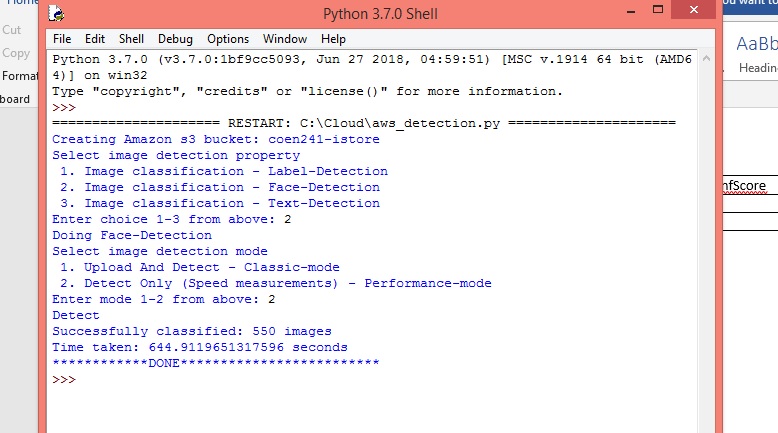 Home
ou want to
Python 3.7.0 Shell
Cut
Copy
Format
board
File Edit Shell Debug Options Window Help
AaBb
Headin
Python 3.7.0 (v3.7.0:1bf9cc5093, Jun 27 2018, 04:59:51) [MSC v.1914 64 bit (AMD6
4)] on win32
Type "copyright", "credits" or "license()" for more information.
>>>
===================== RESTART: C:\Cloud\aws_detection.py =====================
Creating Amazon s3 bucket: coen241-istore
Select image detection property
1. Image classification - Label-Detection
2. Image classification - Face-Detection
3. Image classification - Text-Detection
Enter choice 1-3 from above: 2
Doing Face-Detection
Select image detection mode
1. Upload And Detect - Classic-mode
2. Detect Only (Speed measurements) - Performance-mode
Enter mode 1-2 from above: 2
Detect
Successfully classified: 550 images
Time taken: 644.9119651317596 seconds
************DONE*************************
>>>
nfScore